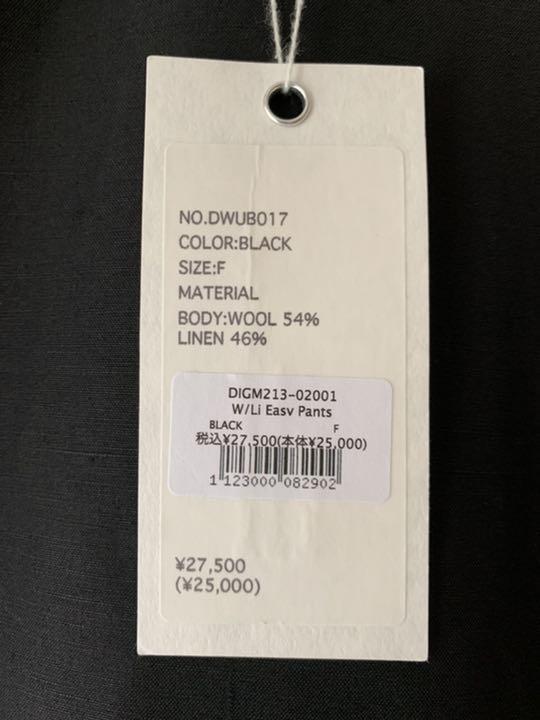 NO.DWUB017
COLOR:BLACK
SIZE:F
MATERIAL
BODY:WOOL 54%
LINEN 46%
DIGM213-02001
W/Li Easy Pants
BLACK F
税込¥27,500(本体¥25,000)
1 123000 082902
¥27,500
(¥25,000)